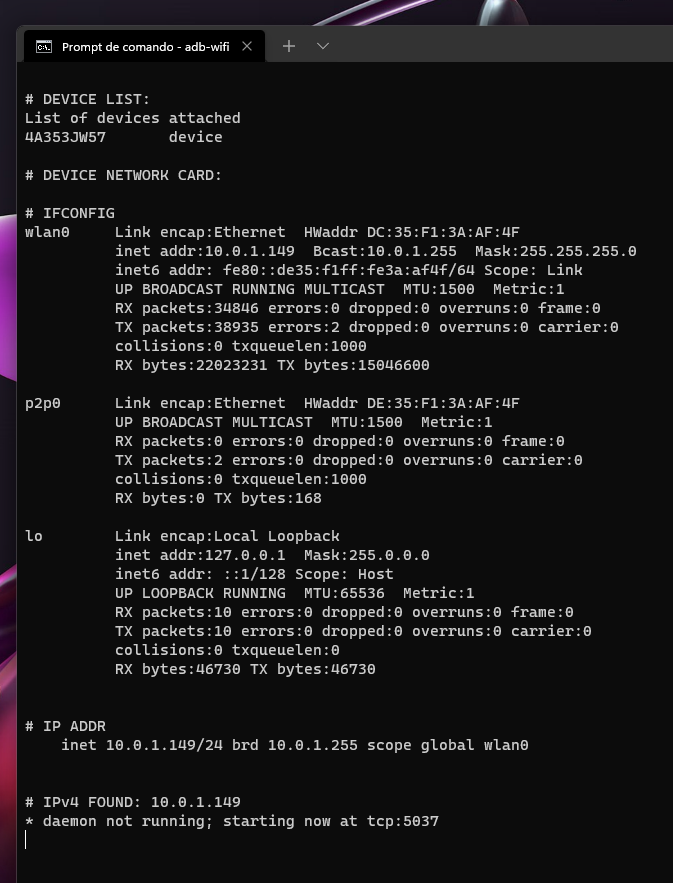 Prompt de comando - adb-wifi
# DEVICE LIST:
List of devices attached
4A353JW57       device
# DEVICE NETWORK CARD:
# IFCONFIG
wlan0     Link encap:Ethernet  HWaddr DC:35:F1:3A:AF:4F
          inet addr:10.0.1.149  Bcast:10.0.1.255  Mask:255.255.255.0
          inet6 addr: fe80::de35:f1ff:fe3a:af4f/64 Scope: Link
          UP BROADCAST RUNNING MULTICAST  MTU:1500  Metric:1
          RX packets:34846 errors:0 dropped:0 overruns:0 frame:0
          TX packets:38935 errors:2 dropped:0 overruns:0 carrier:0
          collisions:0 txqueuelen:1000
          RX bytes:22023231 TX bytes:15046600
p2p0      Link encap:Ethernet  HWaddr DE:35:F1:3A:AF:4F
          UP BROADCAST MULTICAST  MTU:1500  Metric:1
          RX packets:0 errors:0 dropped:0 overruns:0 frame:0
          TX packets:2 errors:0 dropped:0 overruns:0 carrier:0
          collisions:0 txqueuelen:1000
          RX bytes:0 TX bytes:168
lo        Link encap:Local Loopback
          inet addr:127.0.0.1  Mask:255.0.0.0
          inet6 addr: ::1/128 Scope: Host
          UP LOOPBACK RUNNING  MTU:65536  Metric:1
          RX packets:10 errors:0 dropped:0 overruns:0 frame:0
          TX packets:10 errors:0 dropped:0 overruns:0 carrier:0
          collisions:0 txqueuelen:0
          RX bytes:46730 TX bytes:46730
# IP ADDR
    inet 10.0.1.149/24 brd 10.0.1.255 scope global wlan0
# IPv4 FOUND: 10.0.1.149
* daemon not running; starting now at tcp:5037